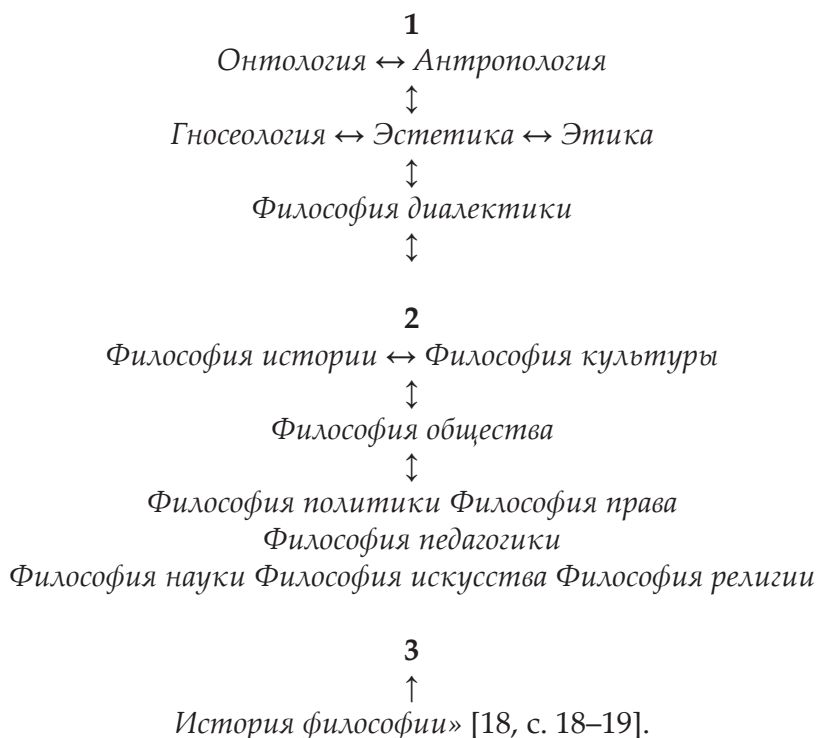 1
Онтология ↔ Антропология
↕
Гносеология ↔ Эстетика ↔ Этика
↕
Философия диалектики
↕
2
Философия истории ↔ Философия культуры
↕
Философия общества
↕
Философия политики Философия права
Философия педагогики
Философия науки Философия искусства Философия религии
3
↑
История философии» [18, с. 18–19].